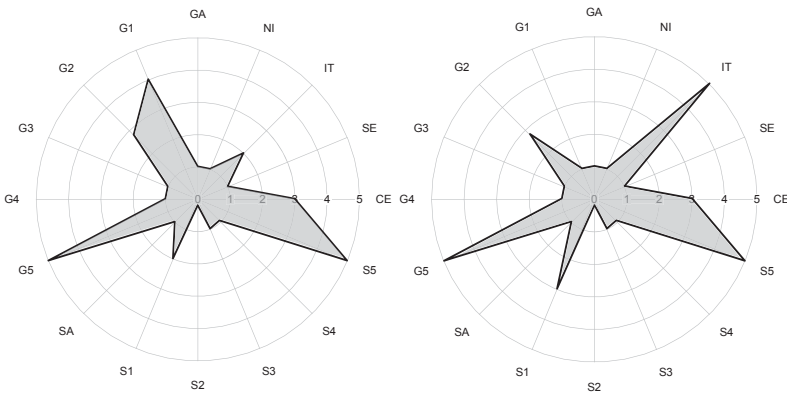 GA
G1 NI
G2 IT
G3 SE
G4 0 1 2 3 4 5 CE
G5 S5
SA S4
S1 S3
S2
GA
G1 NI
G2 IT
G3 SE
G4 0 1 2 3 4 5 CE
G5 S5
SA S4
S1 S3
S2